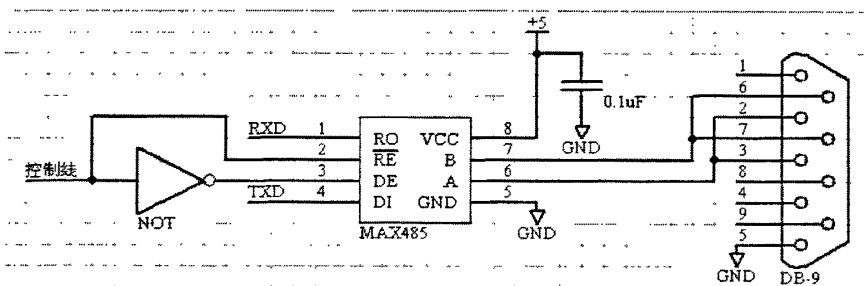 +5
0.1uF
GND
RXD 1 RO VCC 8
2 RE B 7
控制线 3 DE A 6
TXD 4 DI GND 5
NOT
MAX485
GND
1
6
2
7
3
8
4
9
5
GND
DB-9